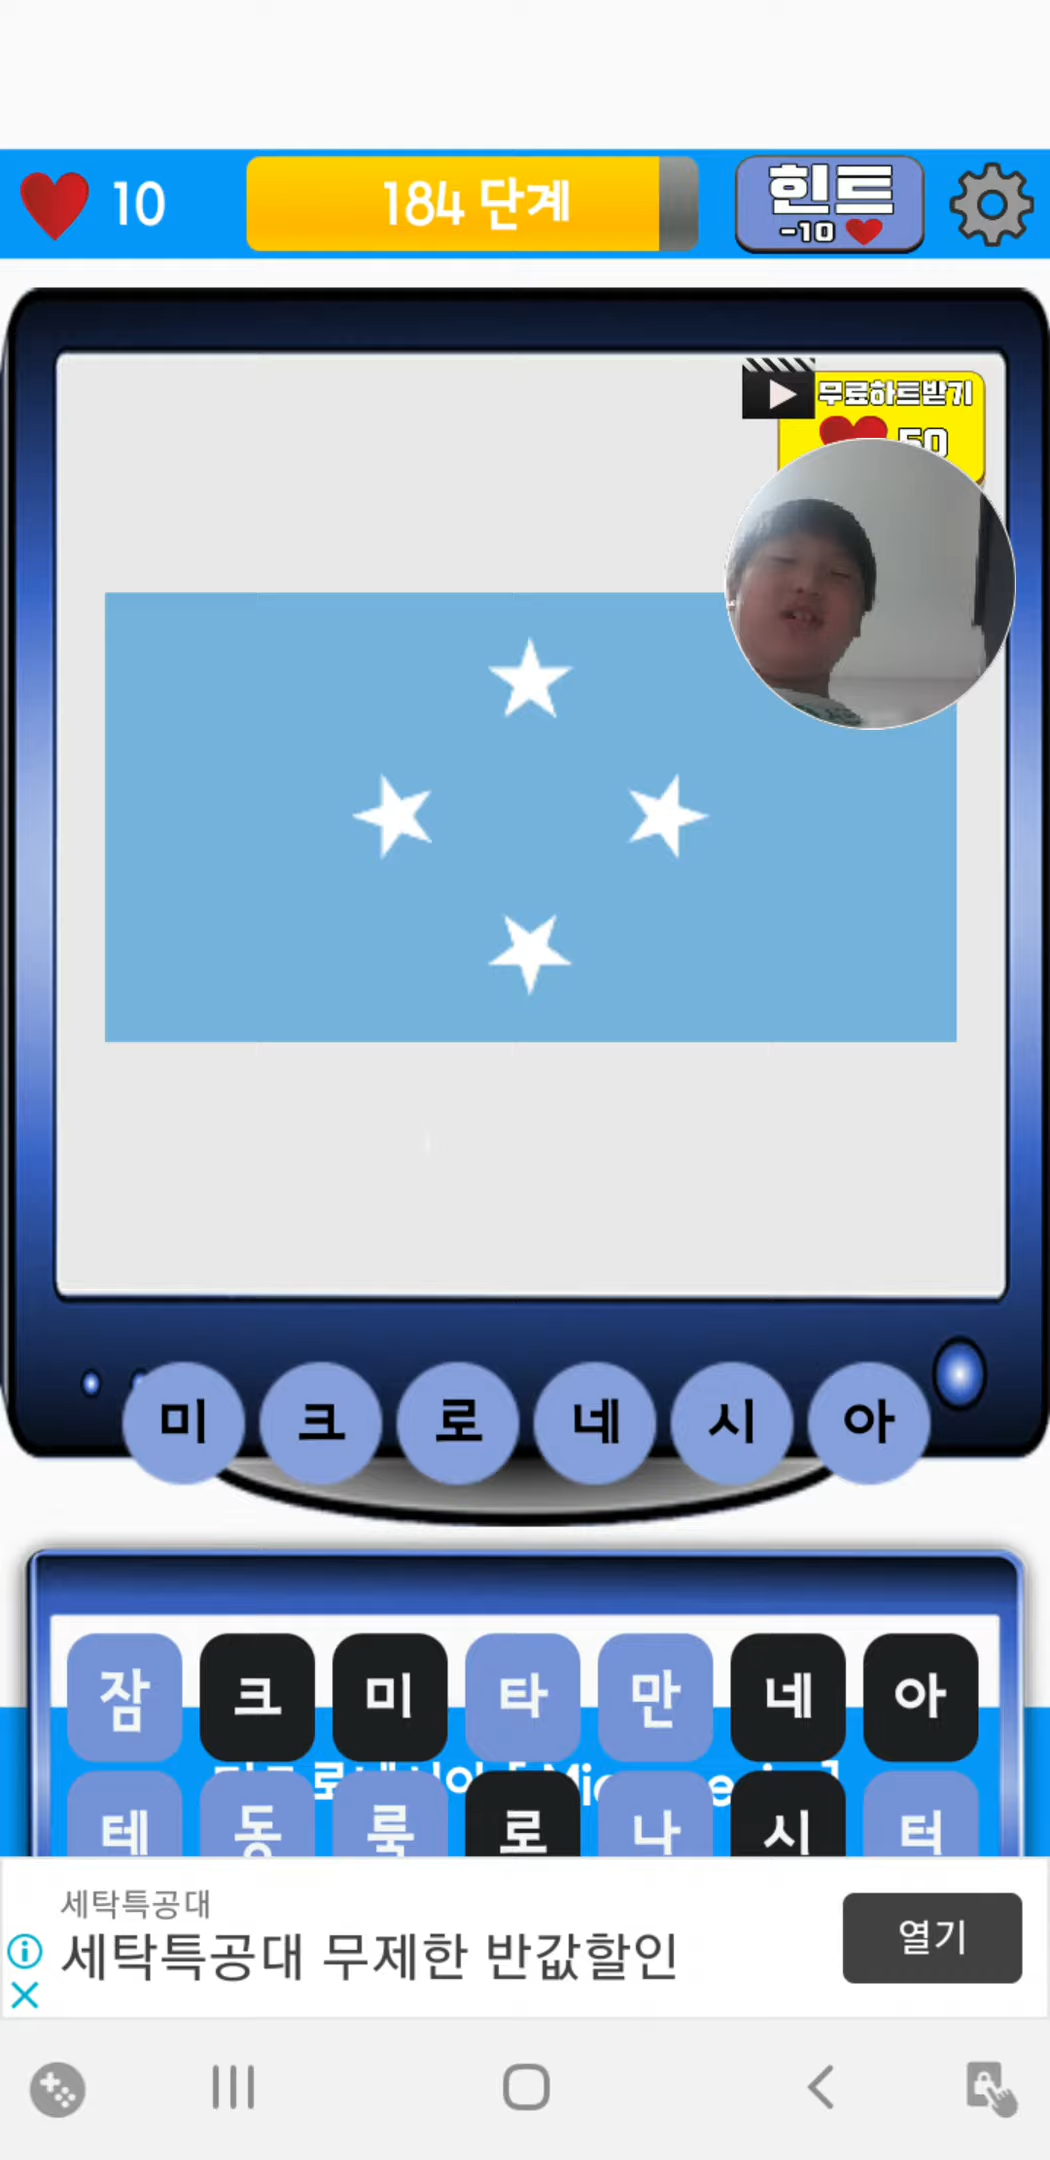 10
184 단계
힌트
-10
무료하트받기
50
미 크 로 네 시 아
잠 크 미 타 만 네 아
테 동 룩 로 나 시 터
세탁특공대
세탁특공대 무제한 반값할인
열기